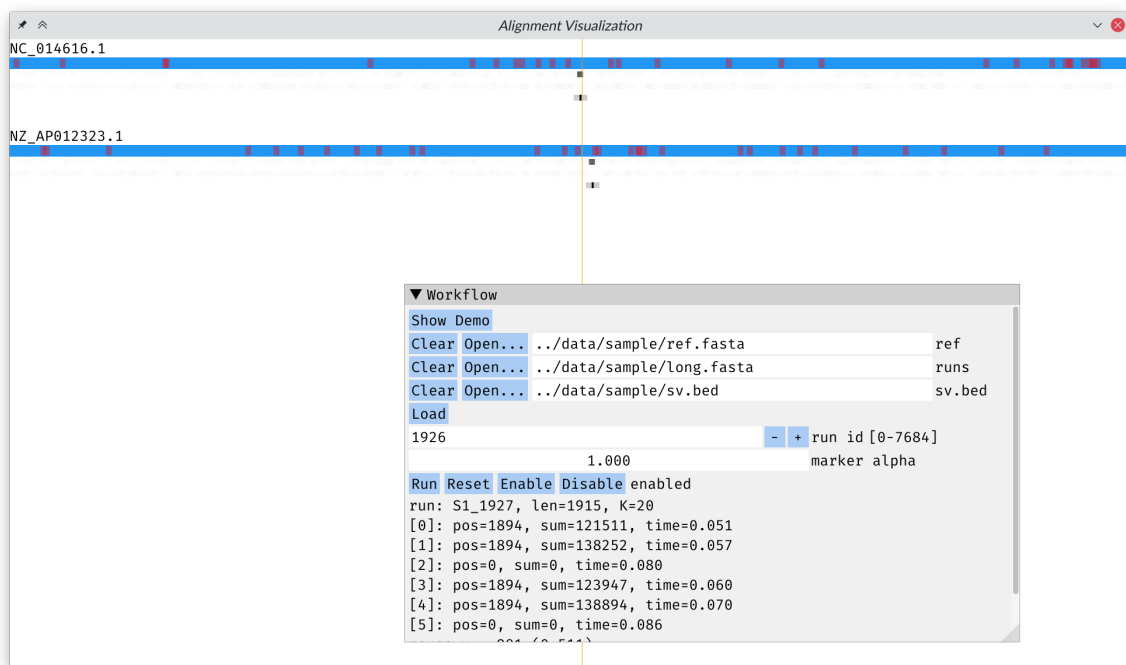 Alignment Visualization
NC_014616.1
NZ_AP012323.1
▼ Workflow
Show Demo
Clear Open... ../data/sample/ref.fasta ref
Clear Open... ../data/sample/long.fasta runs
Clear Open... ../data/sample/sv.bed sv.bed
Load
1926 - + run id [0-7684]
1.000 marker alpha
Run Reset Enable Disable enabled
run: S1_1927, len=1915, K=20
[0]: pos=1894, sum=121511, time=0.051
[1]: pos=1894, sum=138252, time=0.057
[2]: pos=0, sum=0, time=0.080
[3]: pos=1894, sum=123947, time=0.060
[4]: pos=1894, sum=138894, time=0.070
[5]: pos=0, sum=0, time=0.086